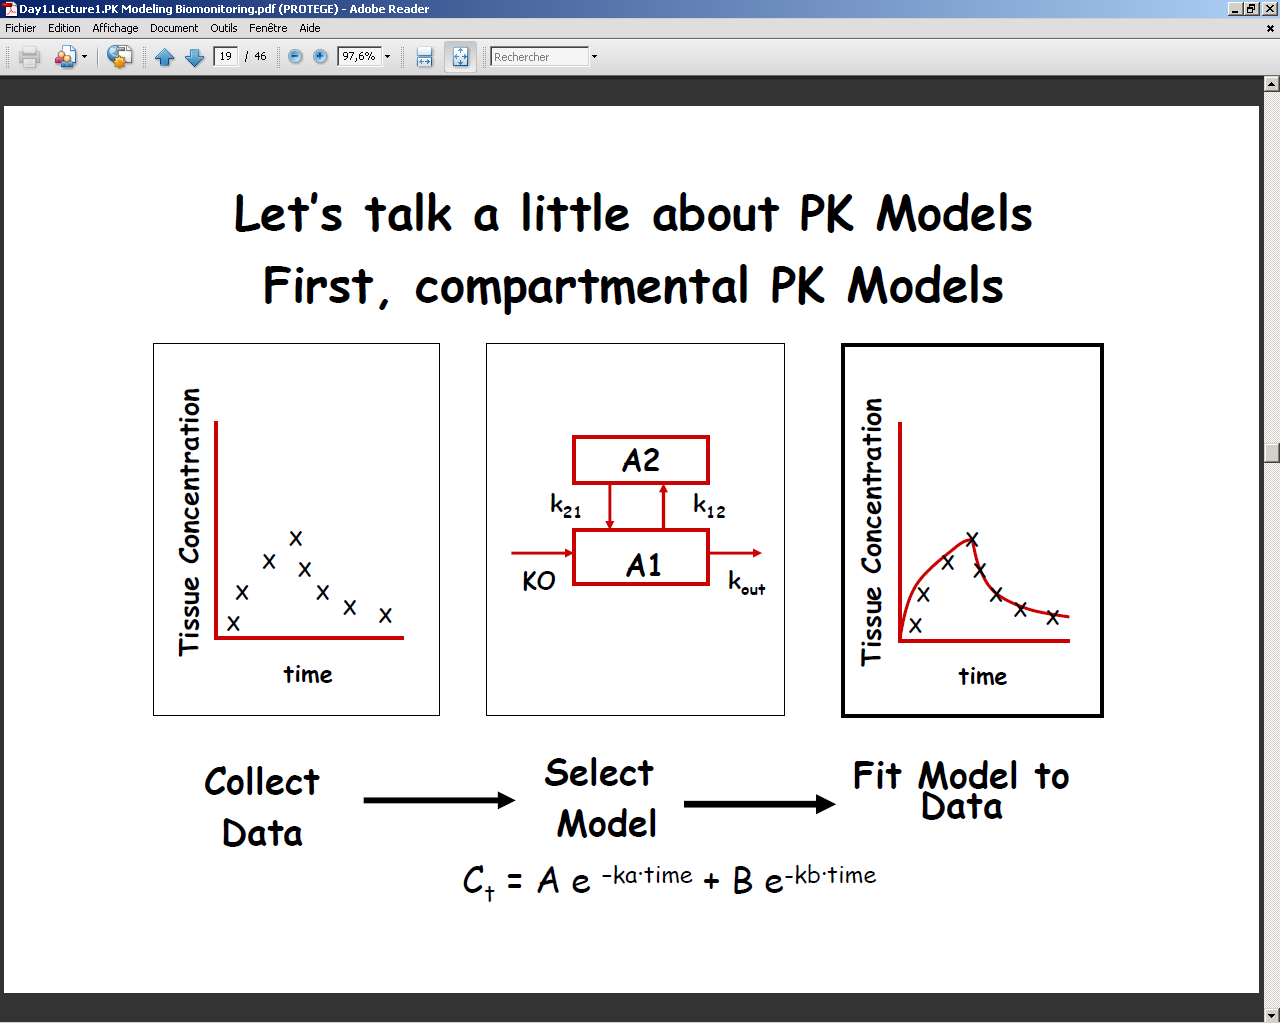 Day1.Lecture1.PK Modeling Biomonitoring.pdf (PROTEGE) - Adobe Reader
Fichier Edition Affichage Document Outils Fenêtre Aide
19 / 46 97,6% Rechercher
Let's talk a little about PK Models
First, compartmental PK Models
Tissue Concentration
x x x x x x x x
time
A2
k21 k12
A1
KO kout
Tissue Concentration
x x x x x x x x
time
Collect
Data
Select
Model
Fit Model to
Data
Ct = A e -ka·time + B e-kb·time